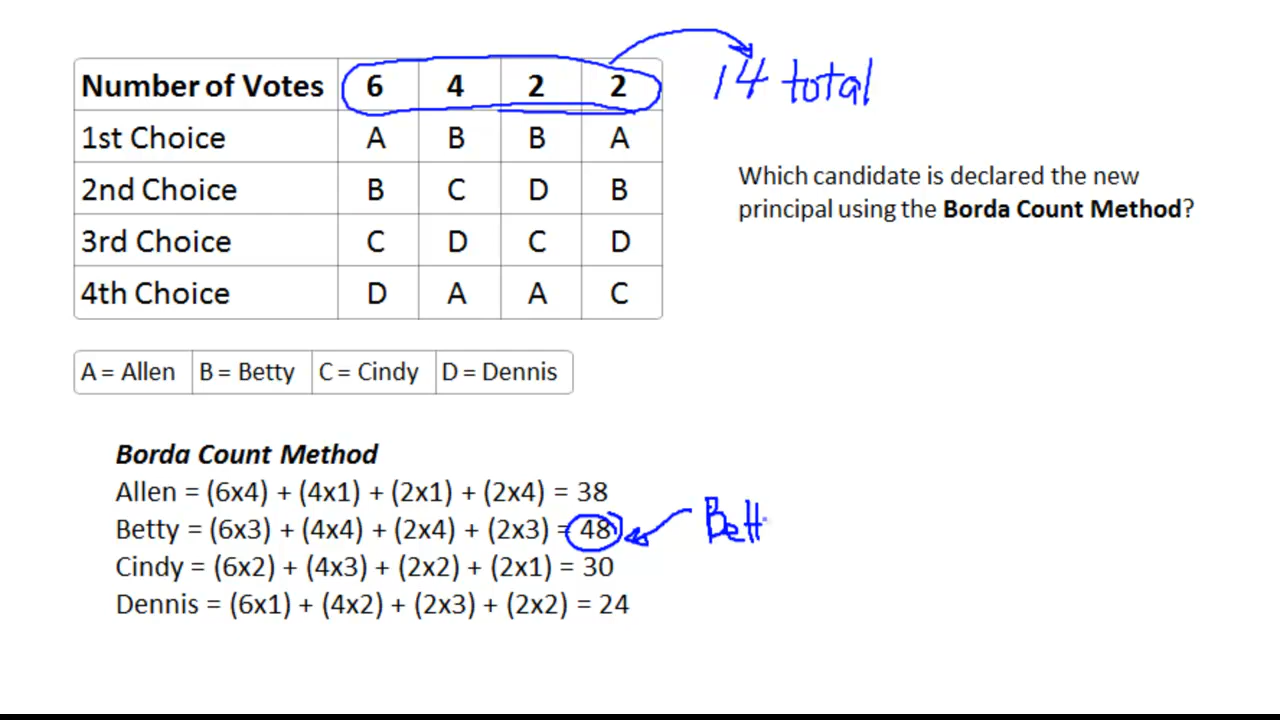 Number of Votes 6 4 2 2 14 total
1st Choice A B B A
2nd Choice B C D B
3rd Choice C D C D
4th Choice D A A C
Which candidate is declared the new
principal using the Borda Count Method?
A = Allen B = Betty C = Cindy D = Dennis
Borda Count Method
Allen = (6x4) + (4x1) + (2x1) + (2x4) = 38
Betty = (6x3) + (4x4) + (2x4) + (2x3) = 48 Bett
Cindy = (6x2) + (4x3) + (2x2) + (2x1) = 30
Dennis = (6x1) + (4x2) + (2x3) + (2x2) = 24